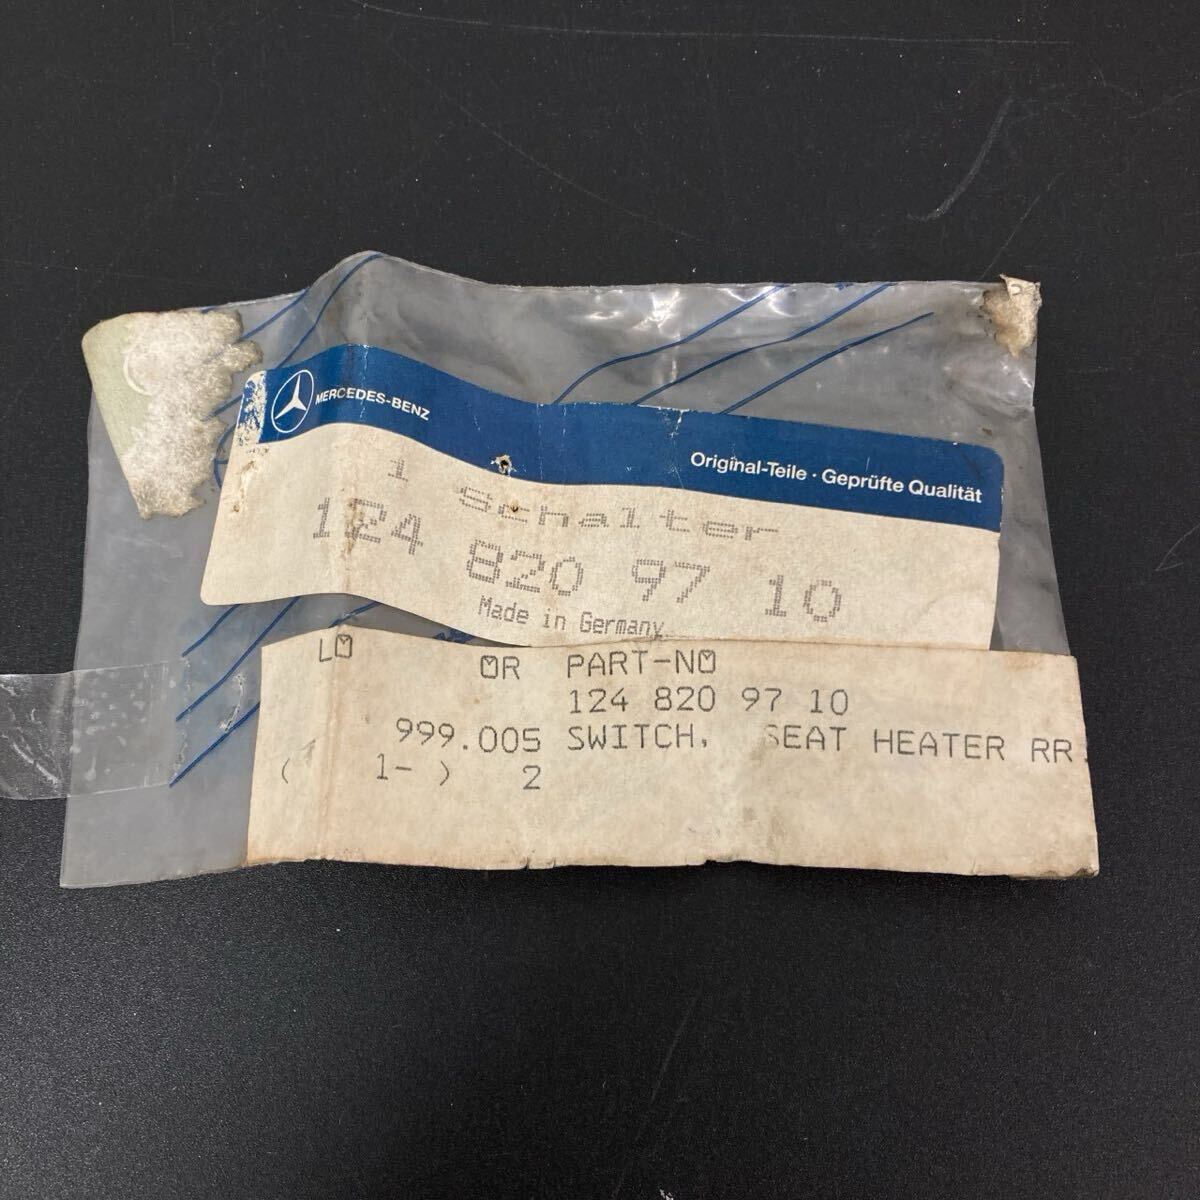 MERCEDES-BENZ
Original-Teile · Geprüfte Qualität
1 Schalter
124 820 97 10
Made in Germany
LO OR PART-NO
124 820 97 10
999.005 SWITCH, SEAT HEATER RR.
( 1- ) 2